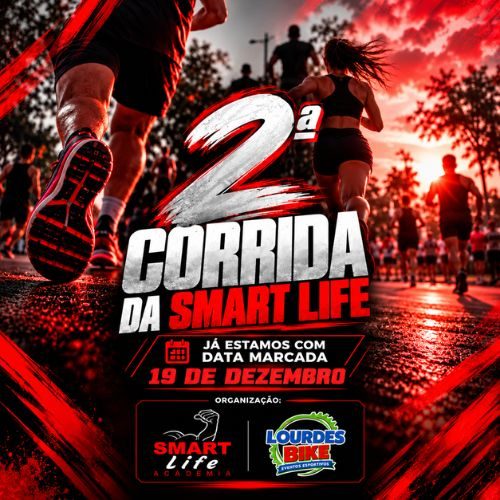 2ª
CORRIDA
DA SMART LIFE
JÁ ESTAMOS COM
DATA MARCADA
19 DE DEZEMBRO
ORGANIZAÇÃO:
SMART
Life
ACADEMIA
LOURDES
BIKE
EVENTOS ESPORTIVOS